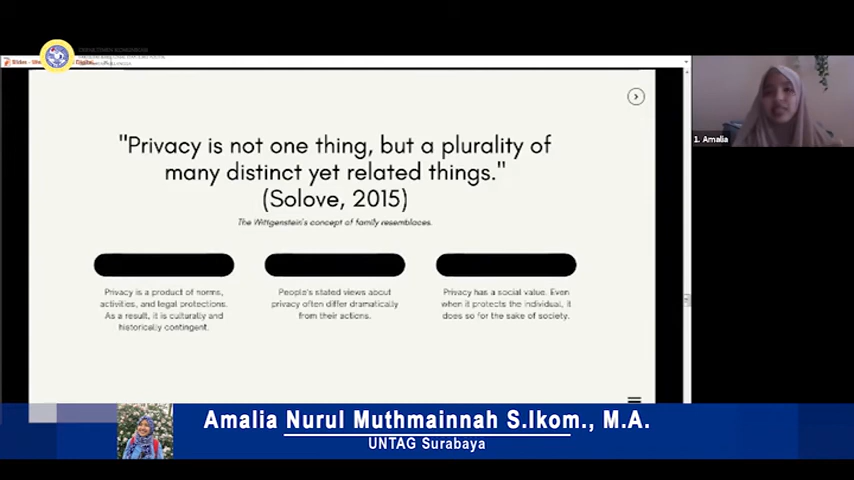 "Privacy is not one thing, but a plurality of
many distinct yet related things."
(Solove, 2015)
The Wittgenstein's concept of family resemblaces.
Privacy is a product of norms,
activities, and legal protections.
As a result, it is culturally and
historically contingent.
People's stated views about
privacy often differ dramatically
from their actions.
Privacy has a social value. Even
when it protects the individual, it
does so for the sake of society.
1. Amalia
Amalia Nurul Muthmainnah S.Ikom., M.A.
UNTAG Surabaya